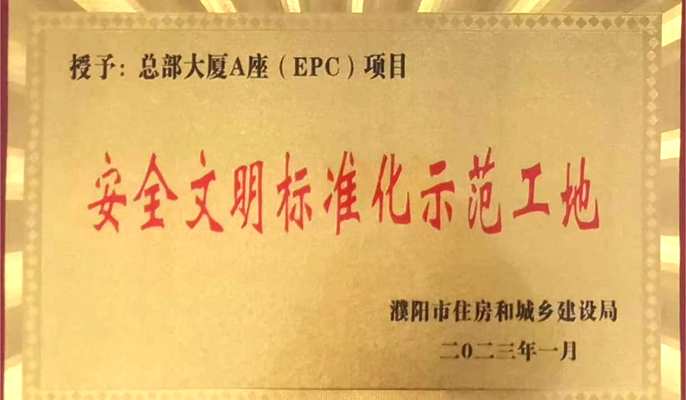 授予：总部大厦A座（EPC）项目
安全文明标准化示范工地
濮阳市住房和城乡建设局
二0二三年一月